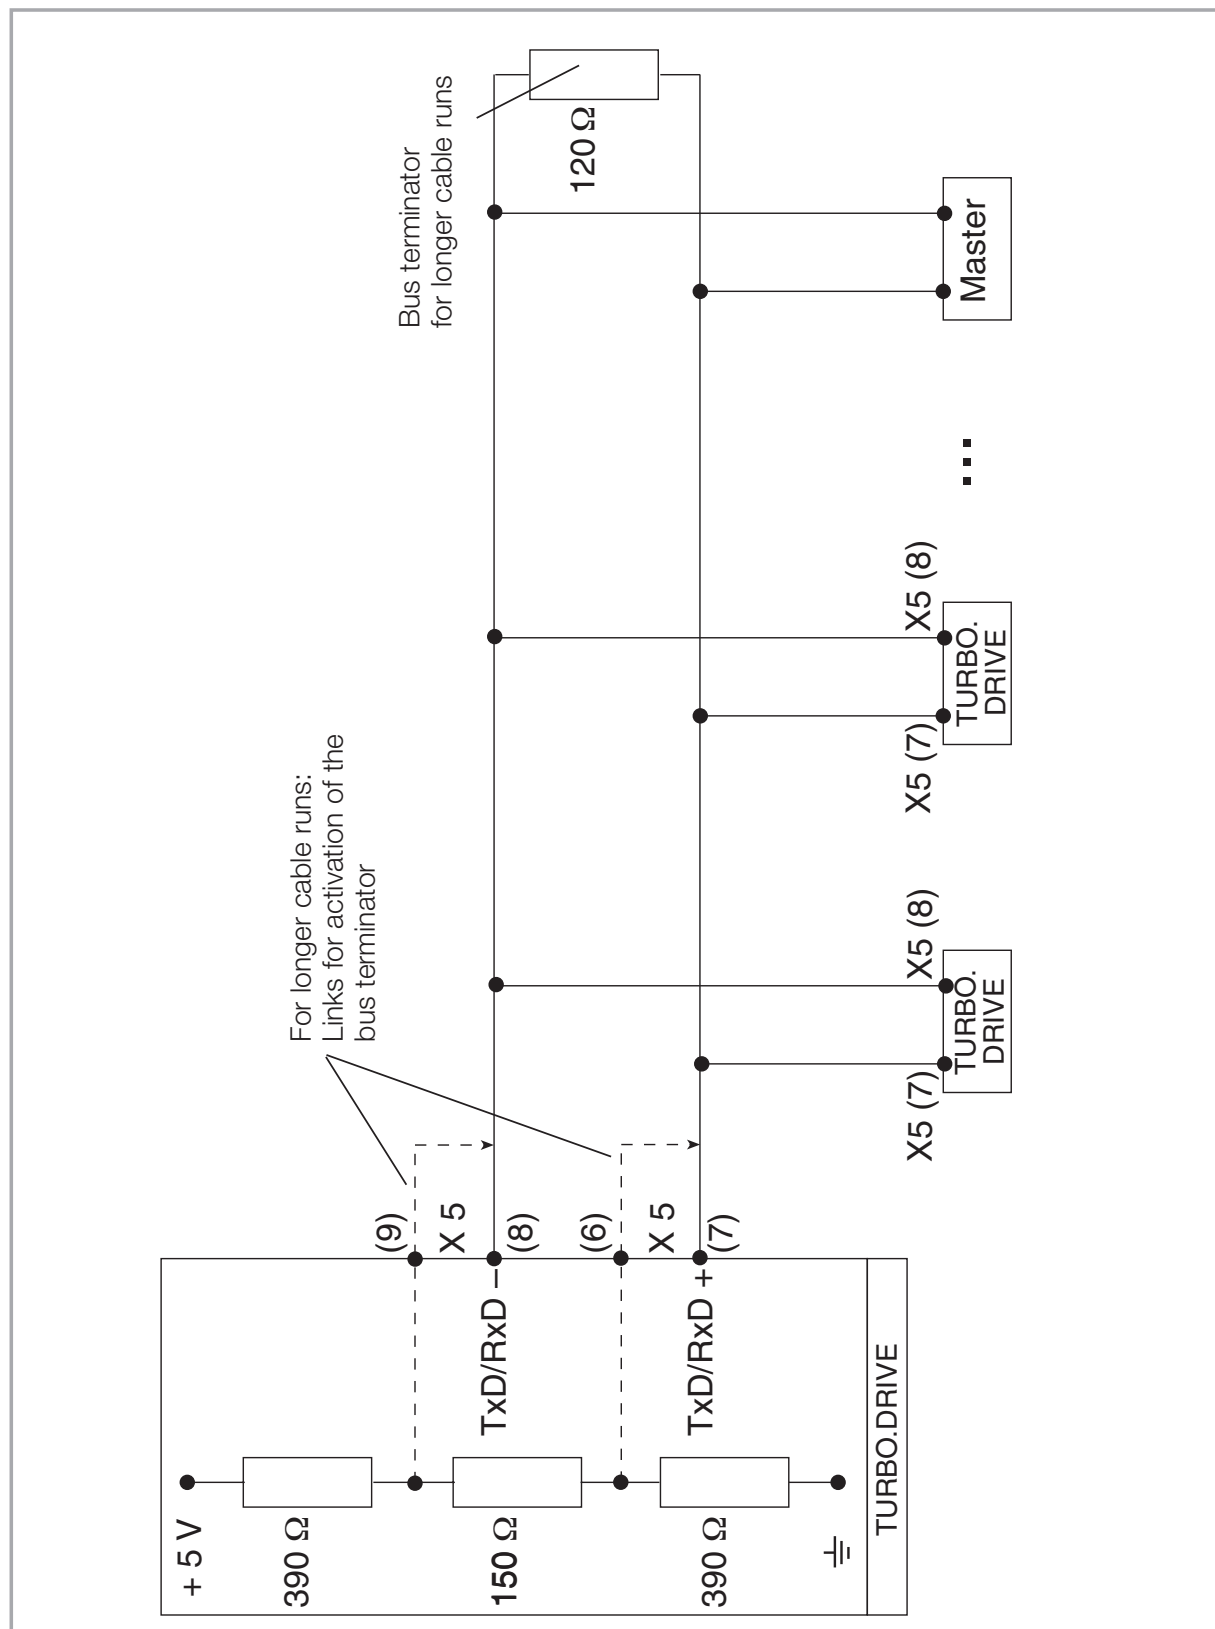 + 5 V
390 Ω
150 Ω
390 Ω
TxD/RxD –
TxD/RxD +
TURBO.DRIVE
(9)
X 5
(8)
(6)
X 5
(7)
For longer cable runs:
Links for activation of the
bus terminator
X5 (7)
X5 (8)
TURBO.
DRIVE
X5 (7)
X5 (8)
TURBO.
DRIVE
...
Bus terminator
for longer cable runs
120 Ω
Master